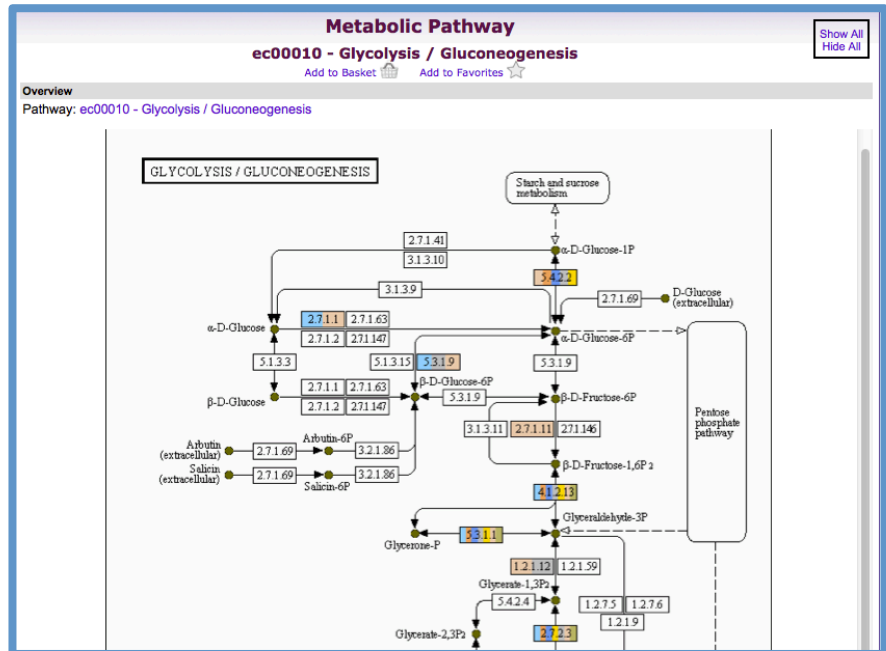 Metabolic Pathway
Show All
Hide All
ec00010 - Glycolysis / Gluconeogenesis
Add to Basket Add to Favorites
Overview
Pathway: ec00010 - Glycolysis / Gluconeogenesis
GLYCOLYSIS / GLUCONEOGENESIS
Starch and sucrose
metabolism
2.7.1.41
α-D-Glucose-1P
3.1.3.10
5.4.2.2
3.1.3.9
2.7.1.69
D-Glucose
(extracellular)
2.7.1.1 2.7.1.63
α-D-Glucose
α-D-Glucose-6P
2.7.1.2 2.7.1.147
5.1.3.3
5.1.3.15 5.3.1.9
5.3.1.9
β-D-Glucose-6P
2.7.1.1 2.7.1.63
β-D-Glucose
5.3.1.9
β-D-Fructose-6P
2.7.1.2 2.7.1.147
Pentose
phosphate
pathway
3.1.3.11 2.7.1.11 2.7.1.146
Arbutin
(extracellular)
2.7.1.69
Arbutin-6P
3.2.1.86
β-D-Fructose-1,6P2
Salicin
(extracellular)
2.7.1.69
3.2.1.86
Salicin-6P
4.1.2.13
Glyceraldehyde-3P
5.3.1.1
Glycerone-P
1.2.1.12 1.2.1.59
Glycerate-1,3P2
5.4.2.4
1.2.7.5 1.2.7.6
1.2.1.9
Glycerate-2,3P2
2.7.2.3